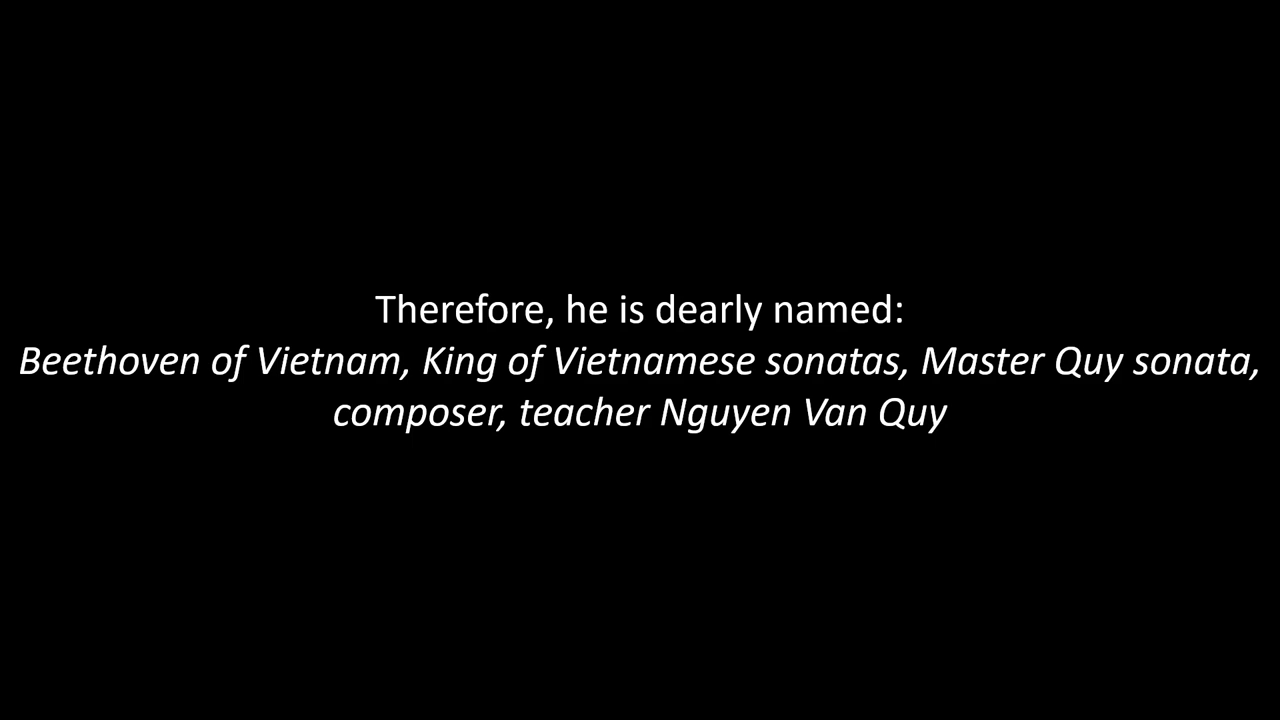 Therefore, he is dearly named:
Beethoven of Vietnam, King of Vietnamese sonatas, Master Quy sonata,
composer, teacher Nguyen Van Quy